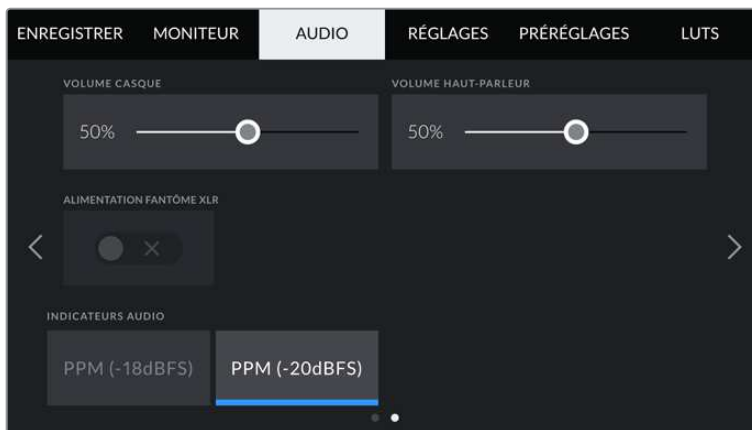 ENREGISTRER MONITEUR AUDIO RÉGLAGES PRÉRÉGLAGES LUTS
VOLUME CASQUE VOLUME HAUT-PARLEUR
50% 50%
ALIMENTATION FANTÔME XLR
INDICATEURS AUDIO
PPM (-18dBFS) PPM (-20dBFS)